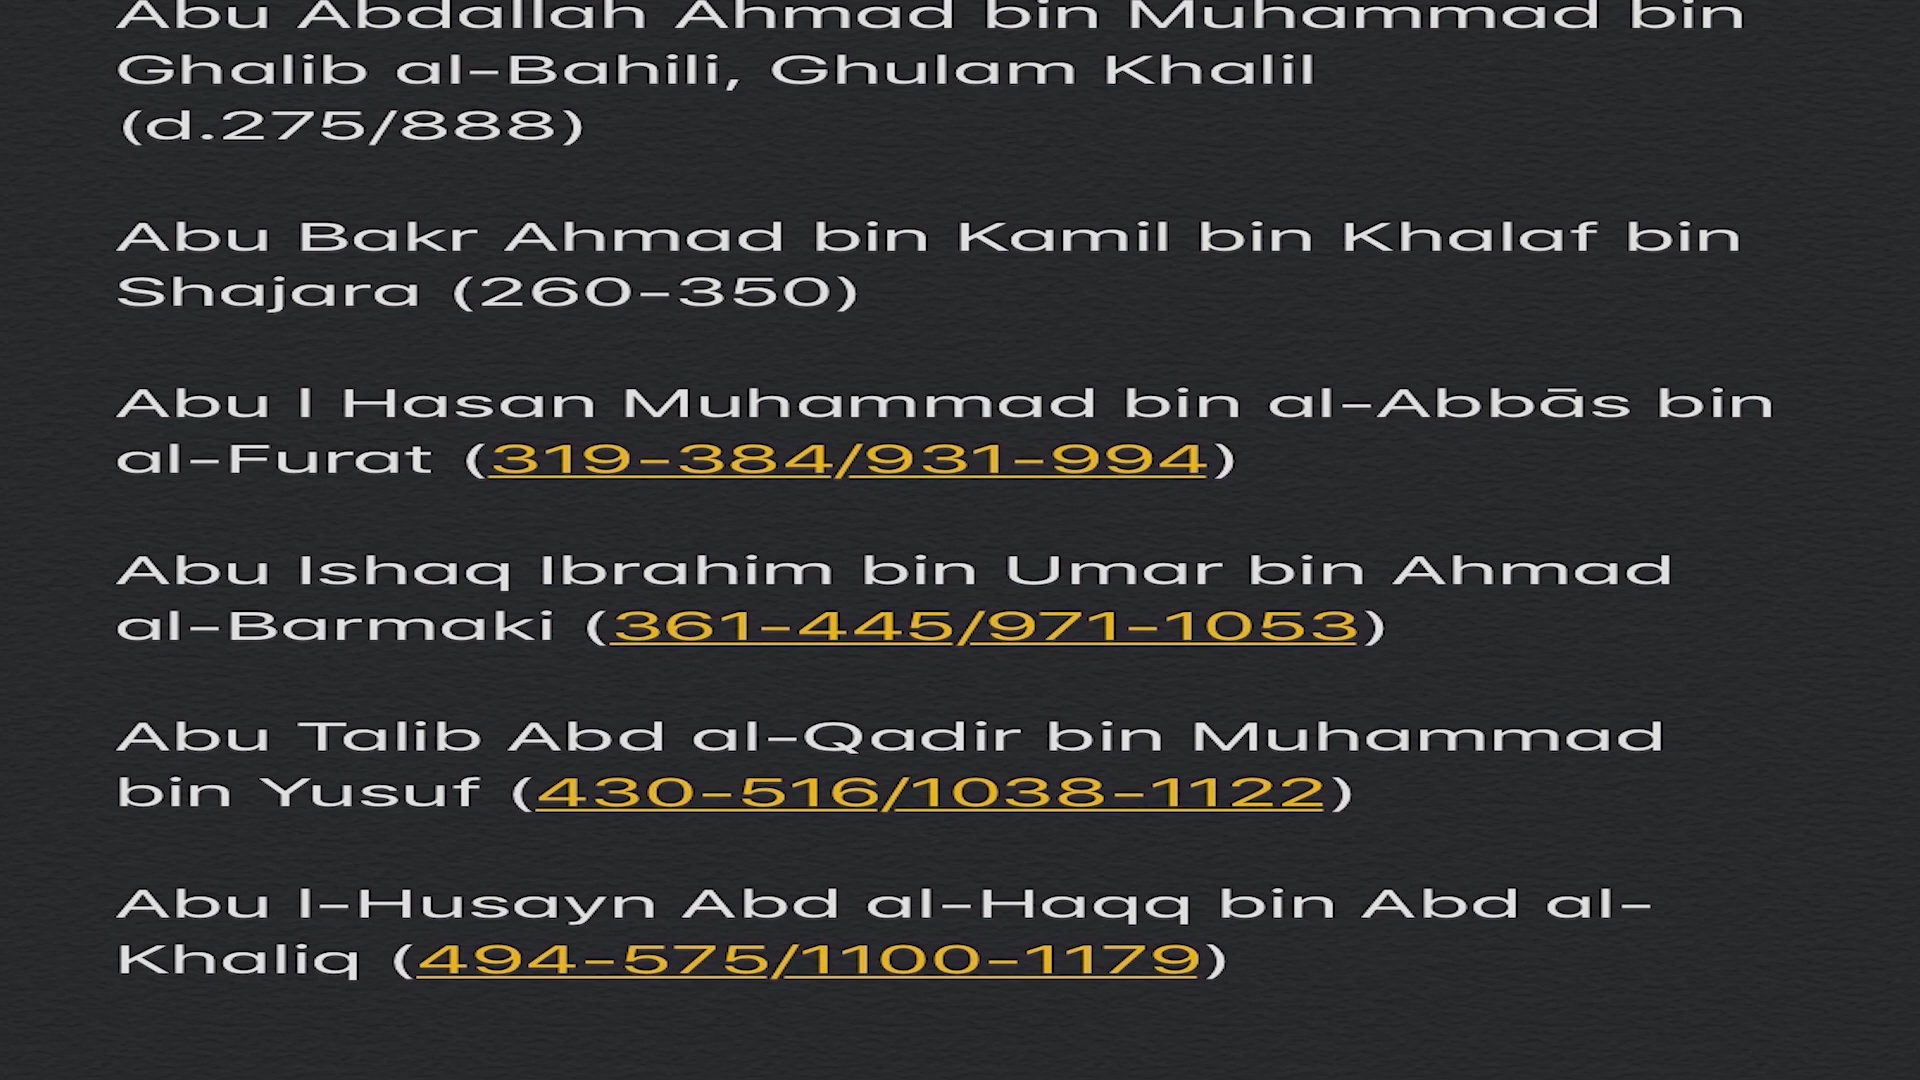 Abu Abdallah Ahmad bin Muhammad bin
Ghalib al-Bahili, Ghulam Khalil
(d.275/888)
Abu Bakr Ahmad bin Kamil bin Khalaf bin
Shajara (260-350)
Abu l Hasan Muhammad bin al-Abbās bin
al-Furat (319-384/931-994)
Abu Ishaq Ibrahim bin Umar bin Ahmad
al-Barmaki (361-445/971-1053)
Abu Talib Abd al-Qadir bin Muhammad
bin Yusuf (430-516/1038-1122)
Abu l-Husayn Abd al-Haqq bin Abd al-
Khaliq (494-575/1100-1179)